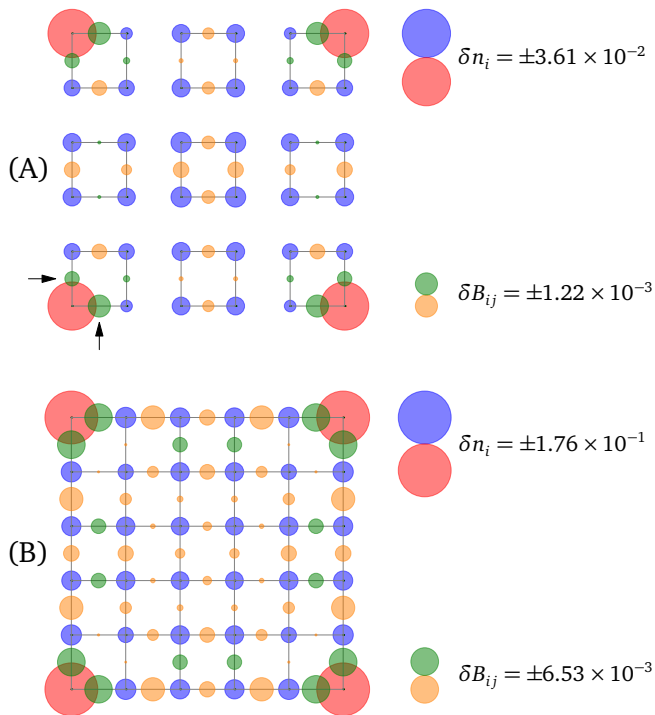 δn_i = ±3.61 × 10⁻²
(A)
δB_ij = ±1.22 × 10⁻³
δn_i = ±1.76 × 10⁻¹
(B)
δB_ij = ±6.53 × 10⁻³